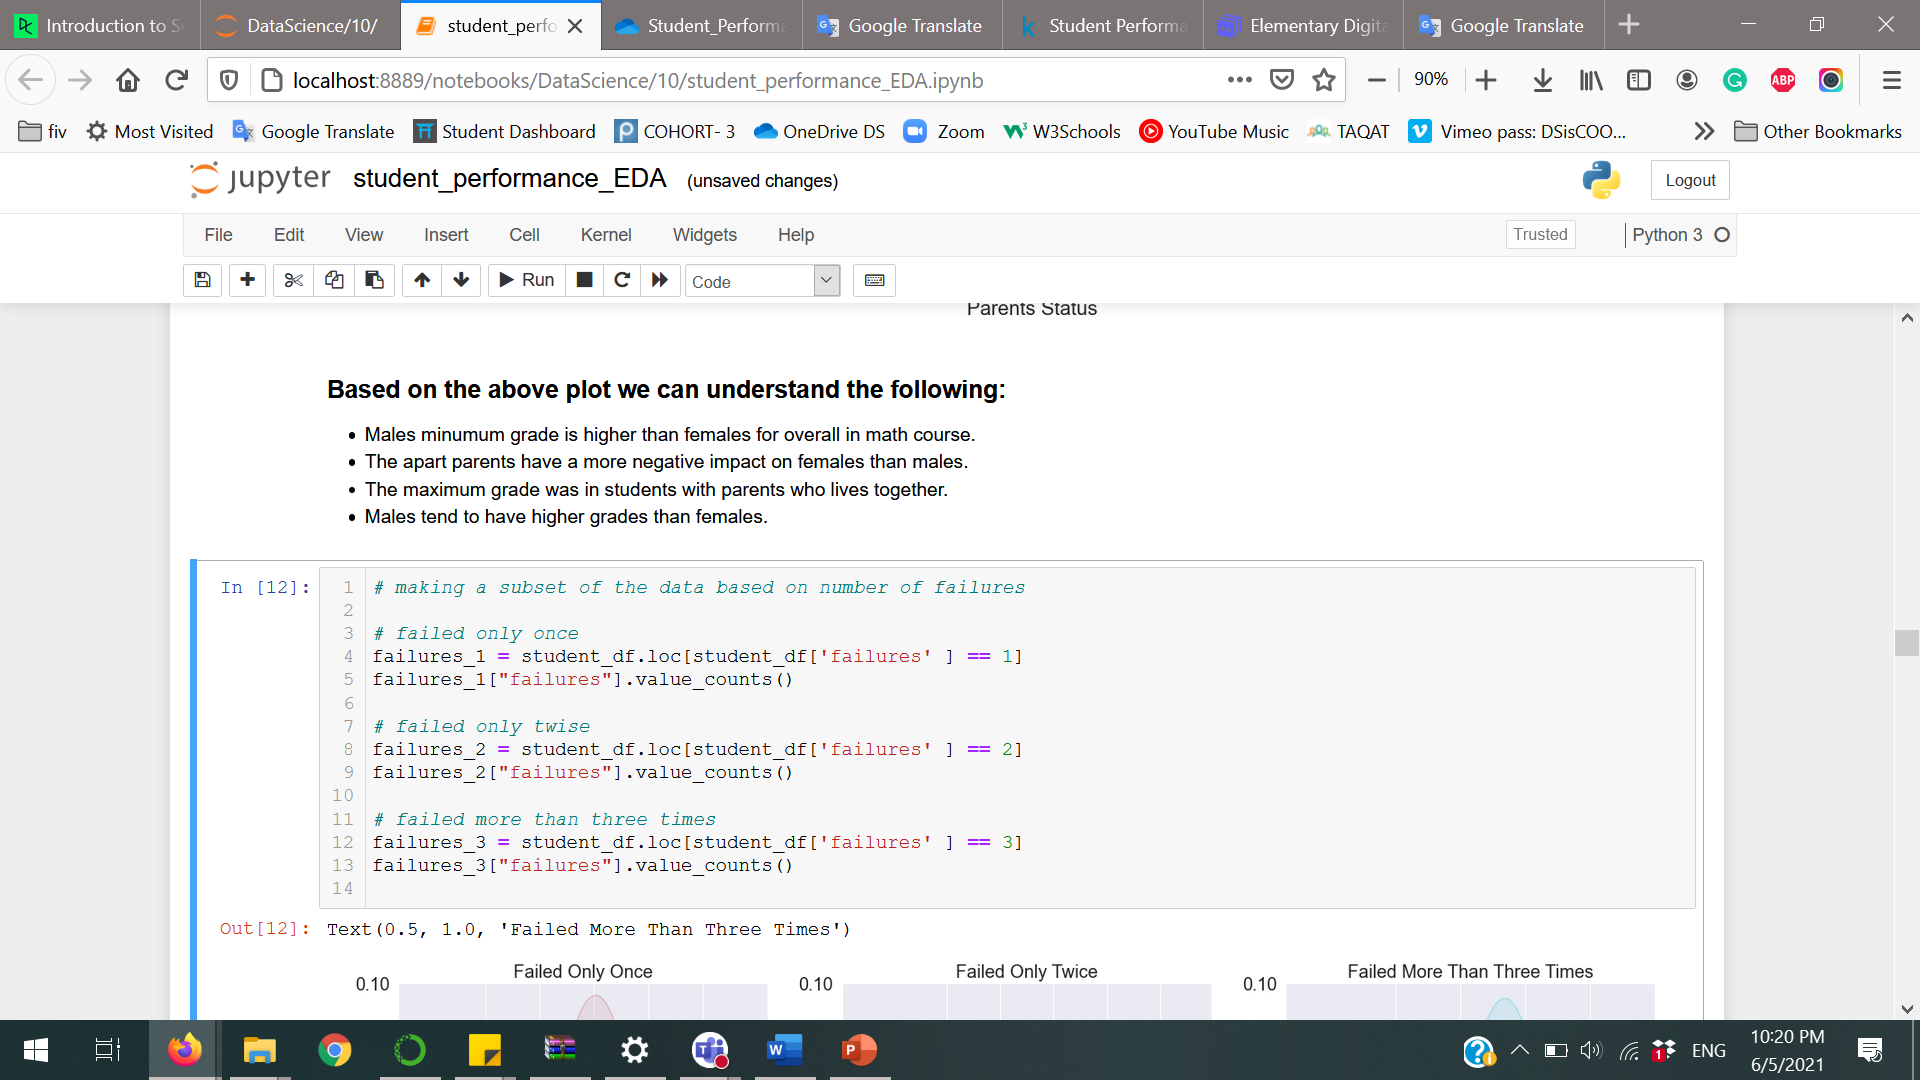 Introduction to S
DataScience/10/
student_perfo
Student_Performa
Google Translate
Student Performa
Elementary Digita
Google Translate
localhost:8889/notebooks/DataScience/10/student_performance_EDA.ipynb
90%
ABP
fiv
Most Visited
Google Translate
Student Dashboard
COHORT- 3
OneDrive DS
Zoom
W3Schools
YouTube Music
TAQAT
Vimeo pass: DSisCOO...
Other Bookmarks
jupyter student_performance_EDA (unsaved changes)
Logout
File Edit View Insert Cell Kernel Widgets Help
Trusted
Python 3
Run
Code
Parents Status
Based on the above plot we can understand the following:
Males minumum grade is higher than females for overall in math course.
The apart parents have a more negative impact on females than males.
The maximum grade was in students with parents who lives together.
Males tend to have higher grades than females.
In [12]:
1 # making a subset of the data based on number of failures
2
3 # failed only once
4 failures_1 = student_df.loc[student_df['failures' ] == 1]
5 failures_1["failures"].value_counts()
6
7 # failed only twise
8 failures_2 = student_df.loc[student_df['failures' ] == 2]
9 failures_2["failures"].value_counts()
10
11 # failed more than three times
12 failures_3 = student_df.loc[student_df['failures' ] == 3]
13 failures_3["failures"].value_counts()
14
Out[12]: Text(0.5, 1.0, 'Failed More Than Three Times')
Failed Only Once
Failed Only Twice
Failed More Than Three Times
0.10
0.10
0.10
ENG
10:20 PM
6/5/2021